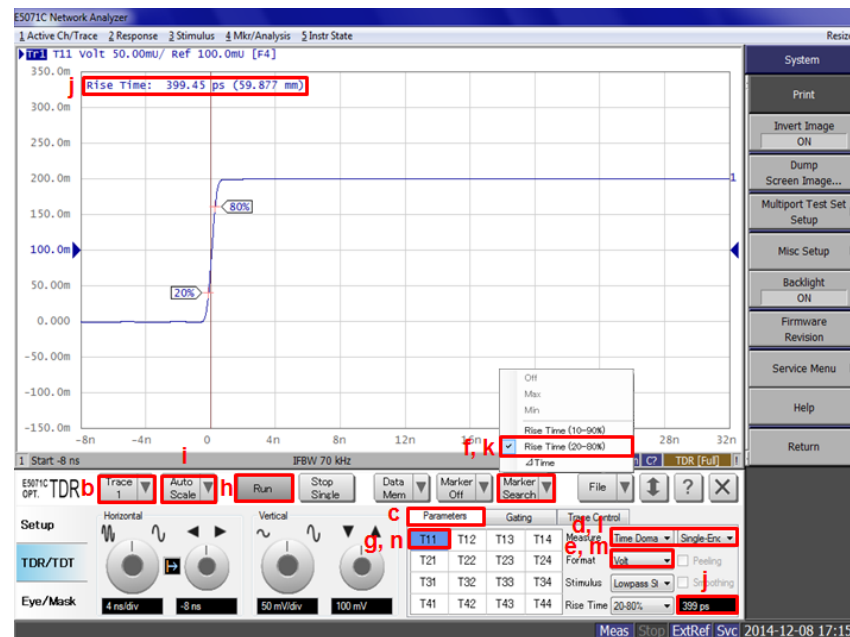 E5071C Network Analyzer
1 Active Ch/Trace 2 Response 3 Stimulus 4 Mkr/Analysis 5 Instr State Resize
Tr1 T11 Volt 50.00mU/ Ref 100.0mU [F4]
350.0m
j Rise Time: 399.45 ps (59.877 mm)
300.0m
250.0m
200.0m
1
80%
150.0m
100.0m
50.00m
20%
0.000
-50.00m
-100.0m
-150.0m
-8n -4n 0 4n 8n 12n 16n 28n 32n
Off
Max
Min
Rise Time (10-90%)
f, k Rise Time (20-80%)
⊿Time
1 Start -8 ns IFBW 70 kHz C? TDR [Full] !
System
Print
Invert Image
ON
Dump
Screen Image...
Multiport Test Set
Setup
Misc Setup
Backlight
ON
Firmware
Revision
Service Menu
Help
Return
i
E5071C
OPT. TDR
b Trace
1
Auto
Scale
h Run
Stop
Single
Data
Mem
Marker
Off
Marker
Search
File
?
X
Setup
TDR/TDT
Eye/Mask
Horizontal
4 ns/div -8 ns
Vertical
50 mV/div 100 mV
c Parameters Gating Trace Control
g, n T11 T12 T13 T14
T21 T22 T23 T24
T31 T32 T33 T34
T41 T42 T43 T44
d, l
Measure Time Doma Single-Enc
e, m
Format Volt Peeling
Stimulus Lowpass St Smoothing
j
Rise Time 20-80% 399 ps
Meas Stop ExtRef Svc 2014-12-08 17:15